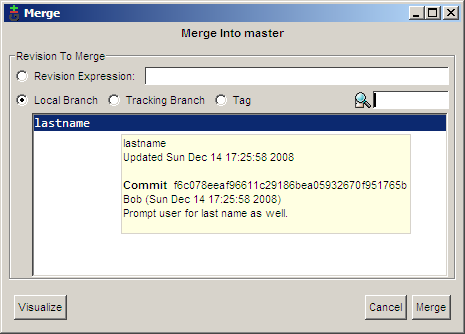 Merge
Merge Into master
Revision To Merge
Revision Expression:
Local Branch Tracking Branch Tag
lastname
lastname
Updated Sun Dec 14 17:25:58 2008
Commit f6c078eeaf96611c29186bea05932670f951765b
Bob (Sun Dec 14 17:25:58 2008)
Prompt user for last name as well.
Visualize Cancel Merge